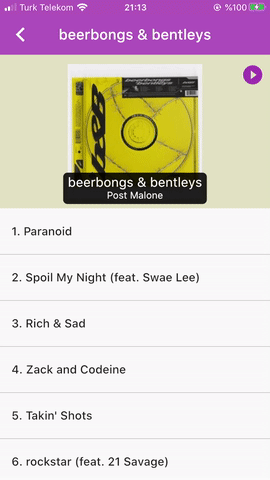 Turk Telekom 21:13 %100
beerbongs & bentleys
beerbongs & bentleys
Post Malone
1. Paranoid
2. Spoil My Night (feat. Swae Lee)
3. Rich & Sad
4. Zack and Codeine
5. Takin' Shots
6. rockstar (feat. 21 Savage)